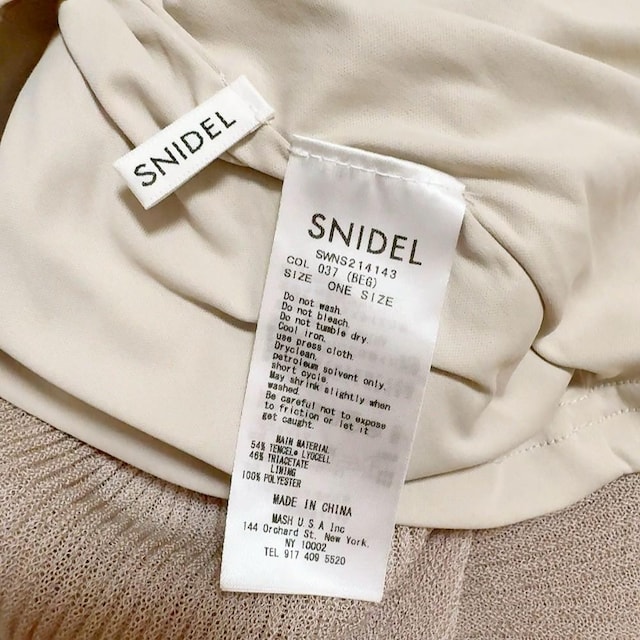 SNIDEL
SNIDEL
SWNS214143
COL 037 (BEG)
SIZE ONE SIZE
Do not wash.
Do not bleach.
Do not tumble dry.
Cool iron.
use press cloth.
Dryclean.
petroleum solvent only.
short cycle.
May shrink slightly when
washed.
Be careful not to expose
to friction or let it
get caught.
MAIN MATERIAL
54% TENCEL® LYOCELL
46% TRIACETATE
LINING
100% POLYESTER
MADE IN CHINA
MASH U S A Inc
144 Orchard St. New York.
NY 10002
TEL 917 409 5520